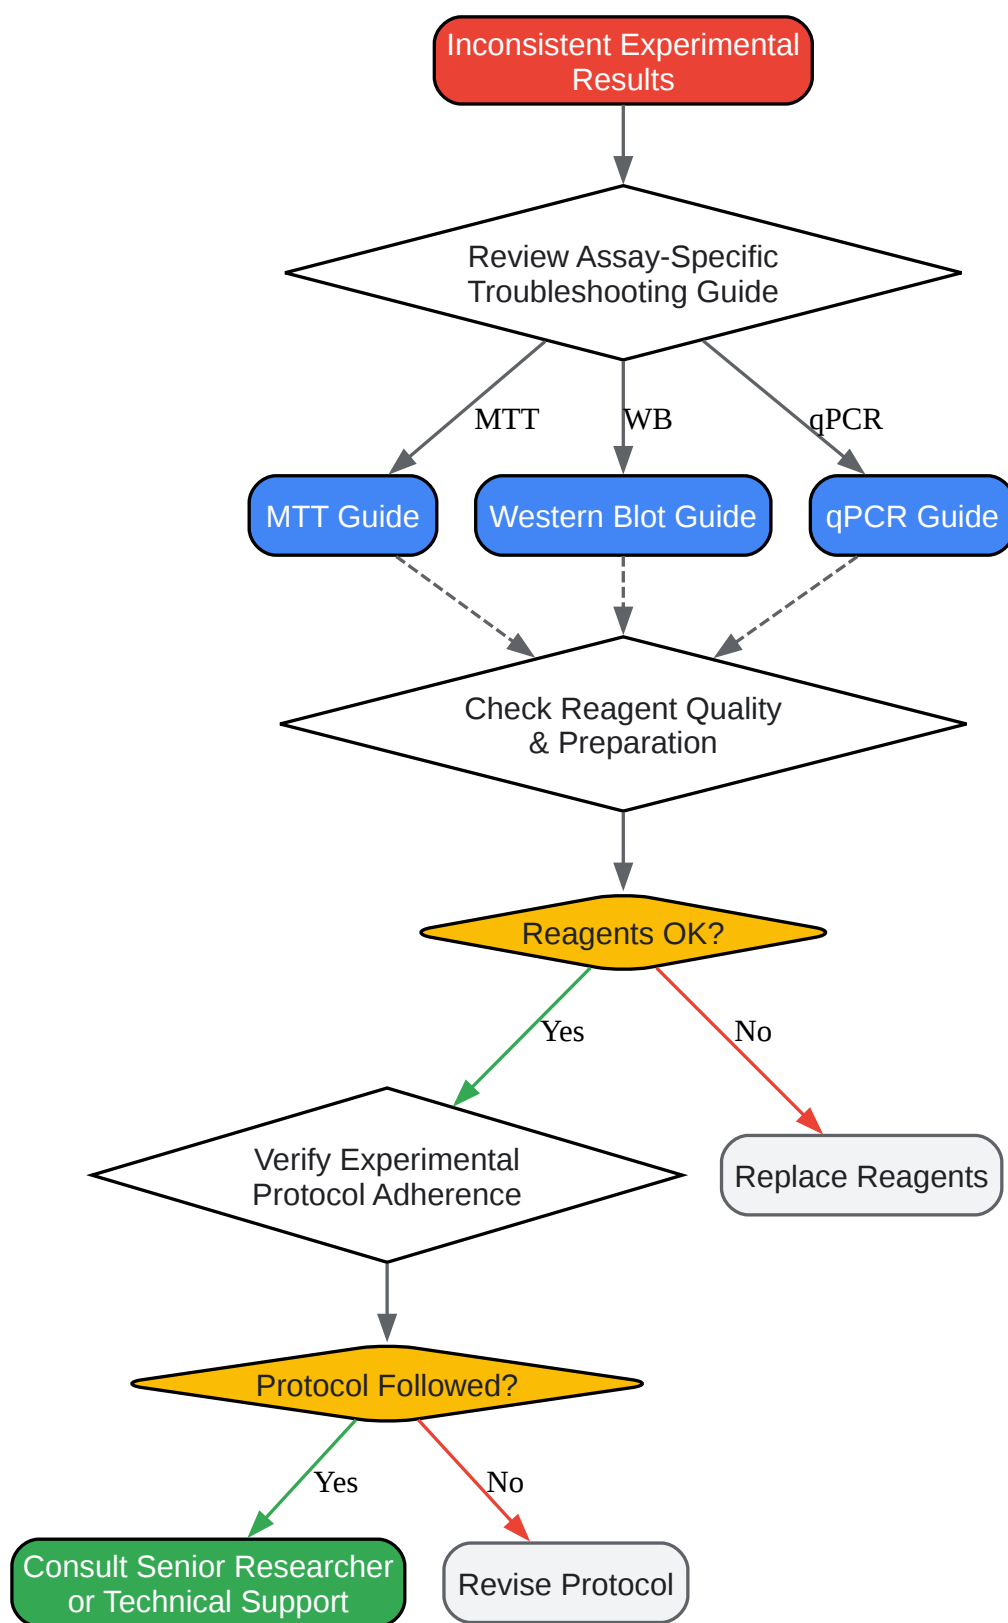 Inconsistent Experimental
Results
Review Assay-Specific
Troubleshooting Guide
MTT
WB
qPCR
MTT Guide
Western Blot Guide
qPCR Guide
Check Reagent Quality
& Preparation
Reagents OK?
Yes
No
Verify Experimental
Protocol Adherence
Replace Reagents
Protocol Followed?
Yes
No
Consult Senior Researcher
or Technical Support
Revise Protocol